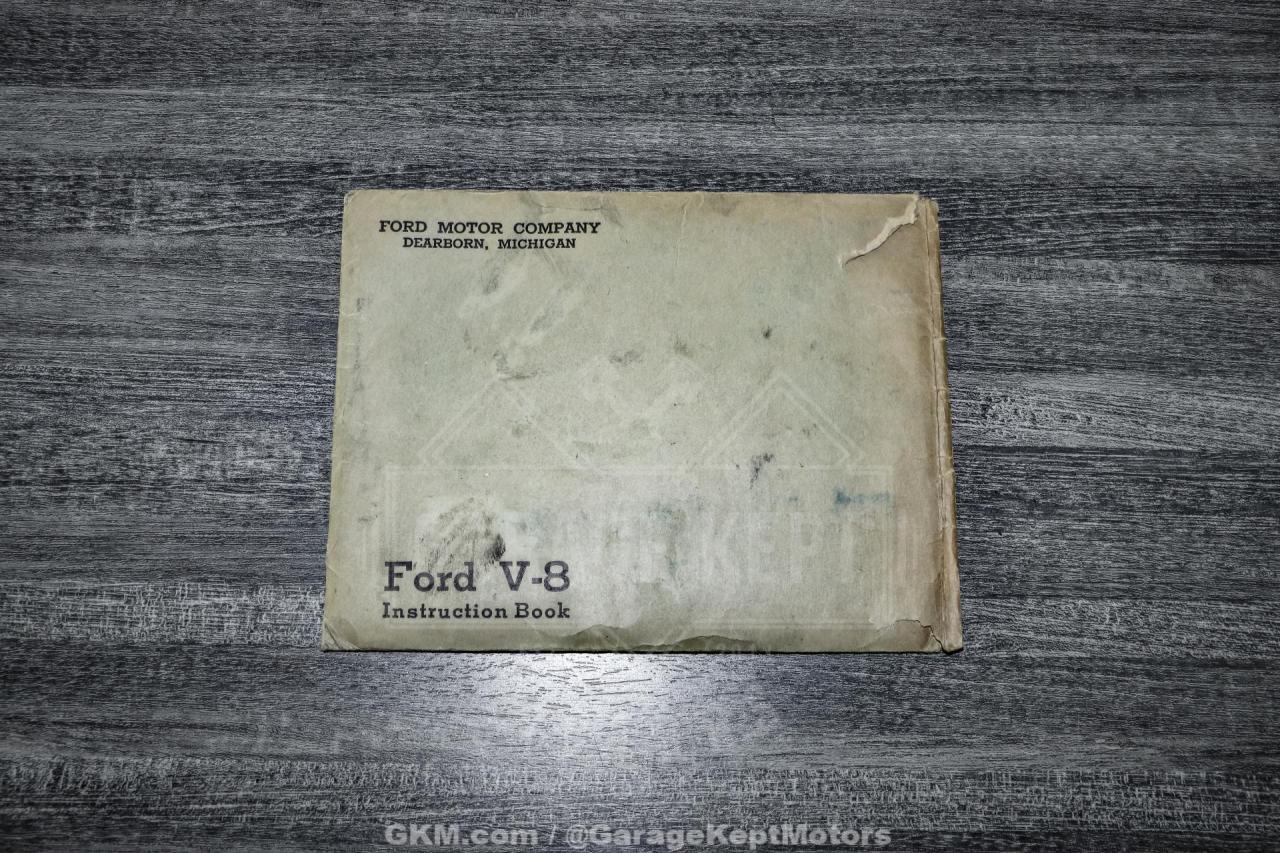 FORD MOTOR COMPANY
DEARBORN, MICHIGAN
Ford V-8
Instruction Book
GKM.com / @GarageKeptMotors